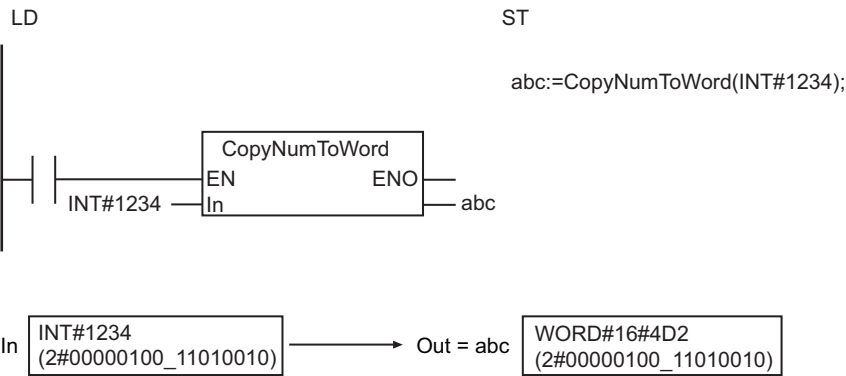 LD
ST
abc:=CopyNumToWord(INT#1234);
CopyNumToWord
EN ENO
INT#1234 In abc
In INT#1234 (2#00000100_11010010)
Out = abc WORD#16#4D2 (2#00000100_11010010)